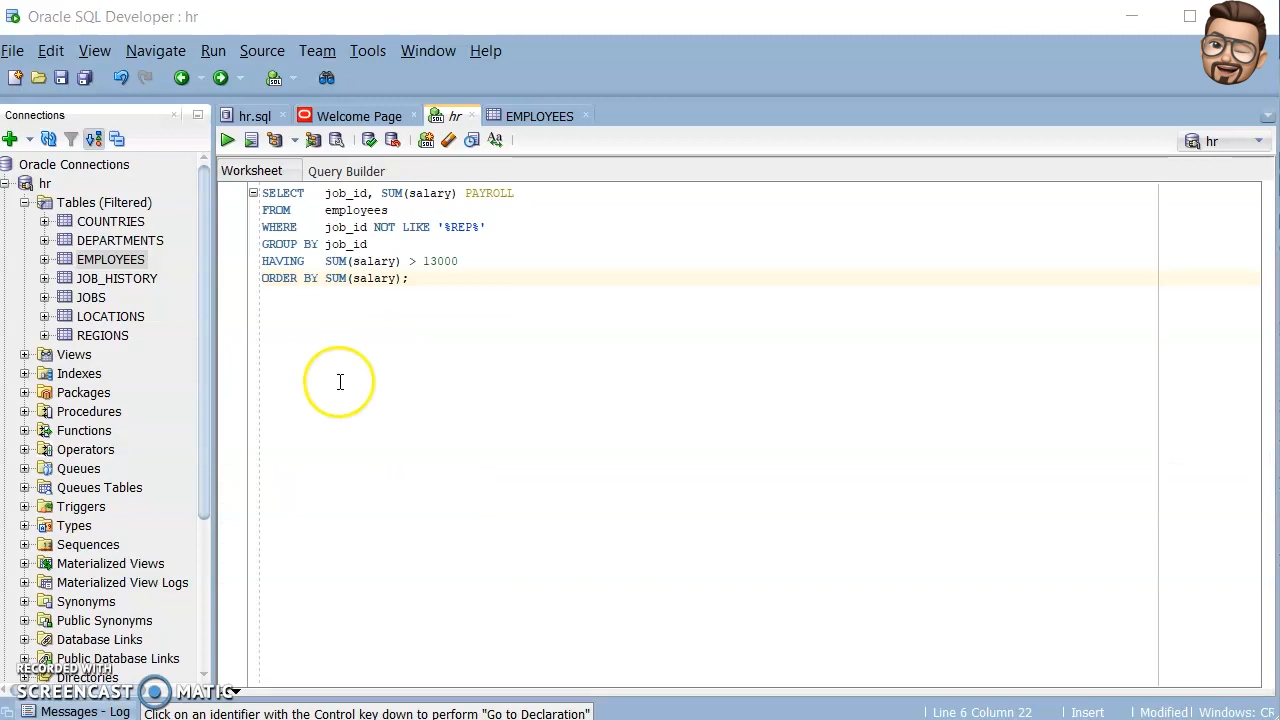 Oracle SQL Developer : hr
File Edit View Navigate Run Source Team Tools Window Help
Connections
hr.sql Welcome Page hr EMPLOYEES
hr
Worksheet Query Builder
Oracle Connections
hr
Tables (Filtered)
COUNTRIES
DEPARTMENTS
EMPLOYEES
JOB_HISTORY
JOBS
LOCATIONS
REGIONS
Views
Indexes
Packages
Procedures
Functions
Operators
Queues
Queues Tables
Triggers
Types
Sequences
Materialized Views
Materialized View Logs
Synonyms
Public Synonyms
Database Links
Public Database Links
Directories
SELECT job_id, SUM(salary) PAYROLL
FROM employees
WHERE job_id NOT LIKE '%REP%'
GROUP BY job_id
HAVING SUM(salary) > 13000
ORDER BY SUM(salary);
RECORDED WITH
SCREENCAST MATIC
Messages - Log Click on an identifier with the Control key down to perform "Go to Declaration" Line 6 Column 22 Insert Modified Windows: CR